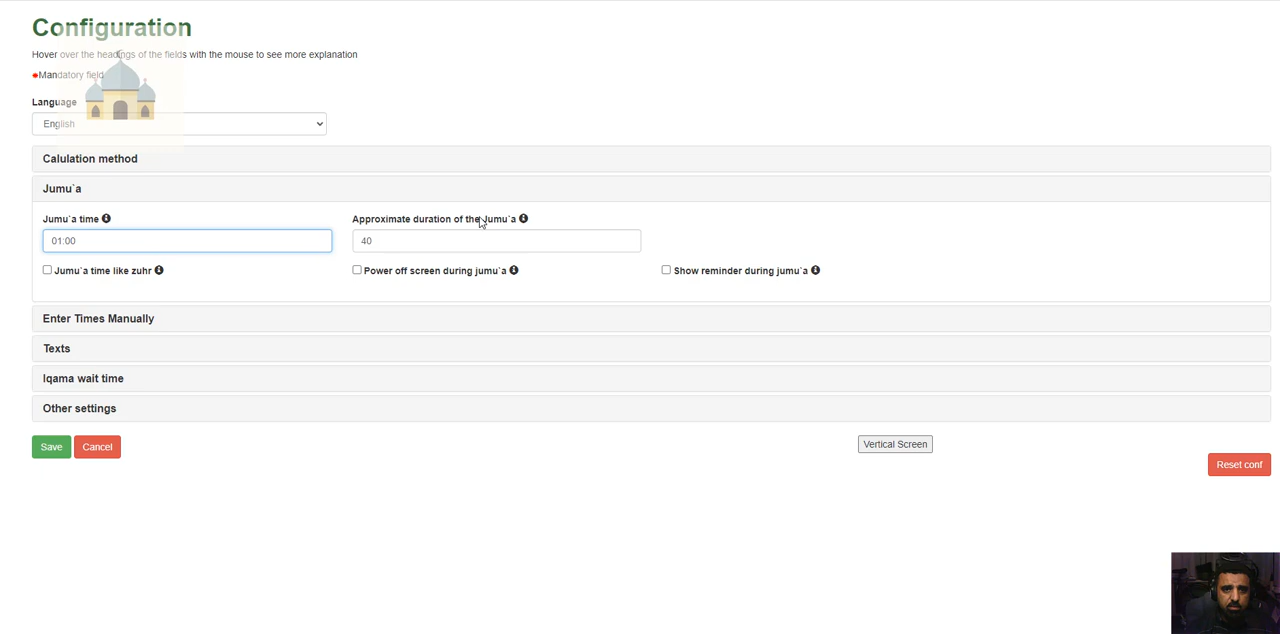 Configuration
Hover over the headings of the fields with the mouse to see more explanation
Mandatory field
Language
English
Calulation method
Jumu`a
Jumu`a time
Approximate duration of the Jumu`a
01:00
40
Jumu`a time like zuhr
Power off screen during jumu`a
Show reminder during jumu`a
Enter Times Manually
Texts
Iqama wait time
Other settings
Save
Cancel
Vertical Screen
Reset conf